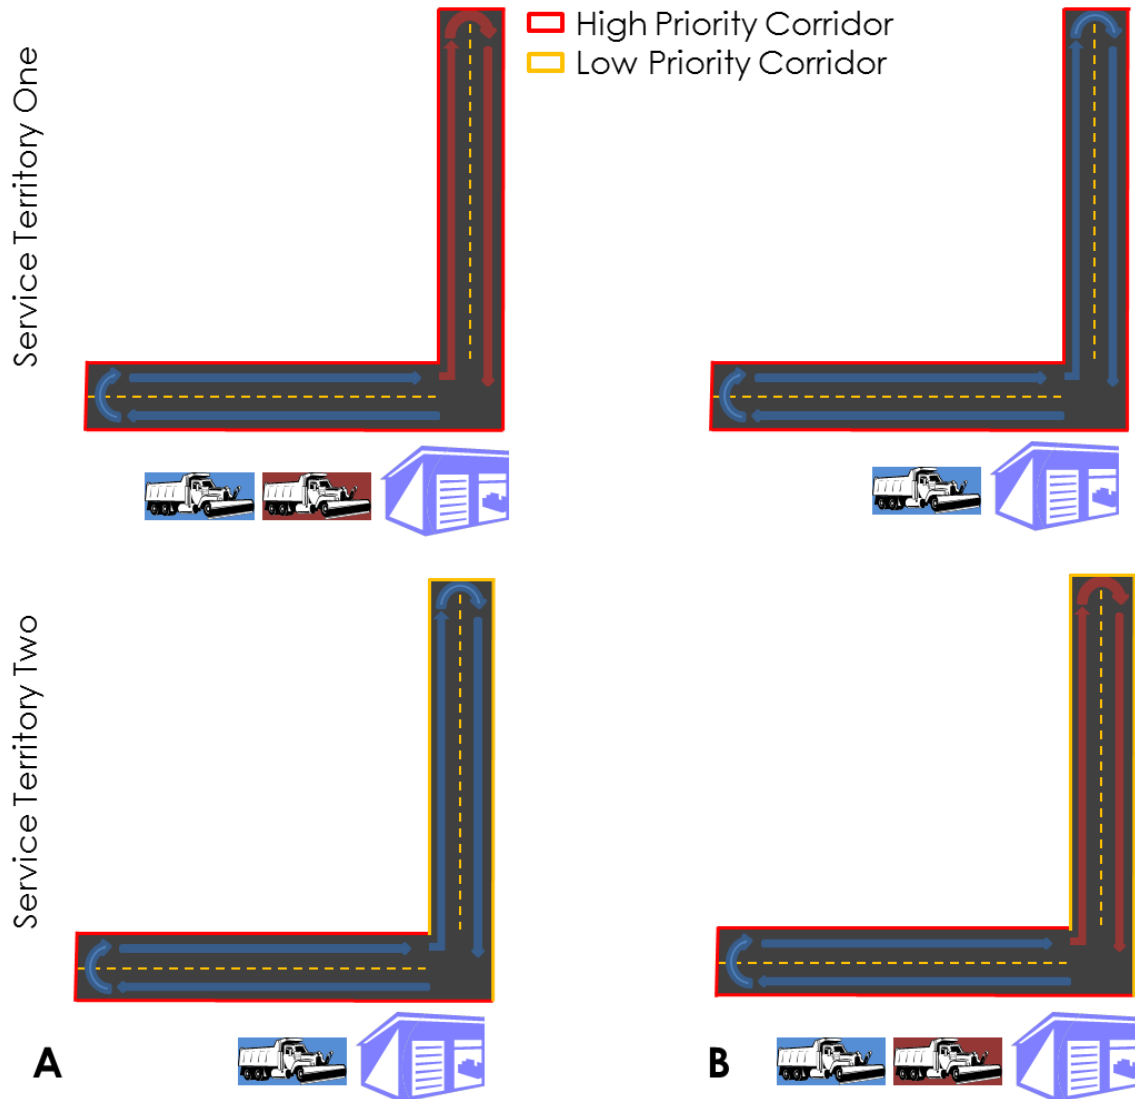 Service Territory One
High Priority Corridor
Low Priority Corridor
Service Territory Two
A
B